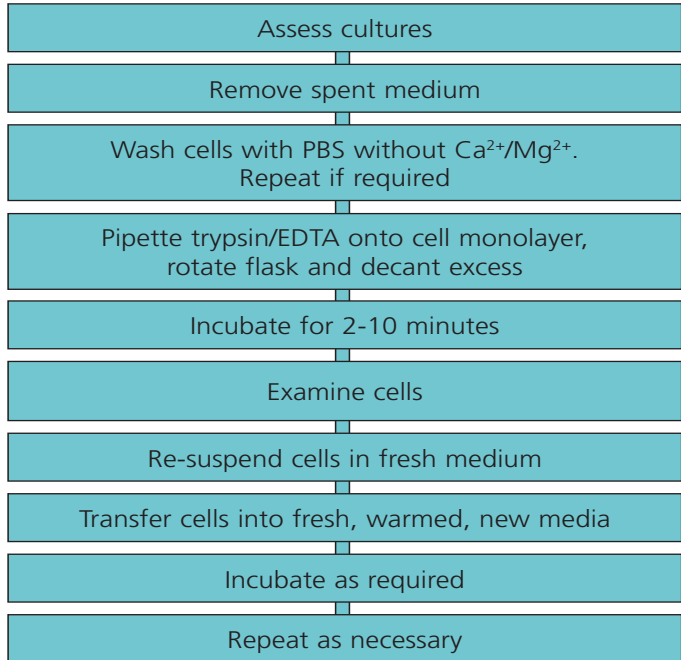 Assess cultures
Remove spent medium
Wash cells with PBS without Ca²⁺/Mg²⁺.
Repeat if required
Pipette trypsin/EDTA onto cell monolayer,
rotate flask and decant excess
Incubate for 2-10 minutes
Examine cells
Re-suspend cells in fresh medium
Transfer cells into fresh, warmed, new media
Incubate as required
Repeat as necessary